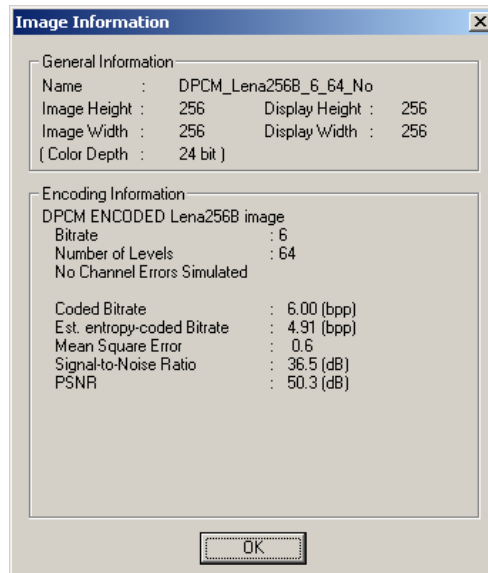 Image Information
General Information
Name : DPCM_Lena256B_6_64_No
Image Height : 256 Display Height : 256
Image Width : 256 Display Width : 256
( Color Depth : 24 bit )
Encoding Information
DPCM ENCODED Lena256B image
Bitrate : 6
Number of Levels : 64
No Channel Errors Simulated
Coded Bitrate : 6.00 (bpp)
Est. entropy-coded Bitrate : 4.91 (bpp)
Mean Square Error : 0.6
Signal-to-Noise Ratio : 36.5 (dB)
PSNR : 50.3 (dB)
OK